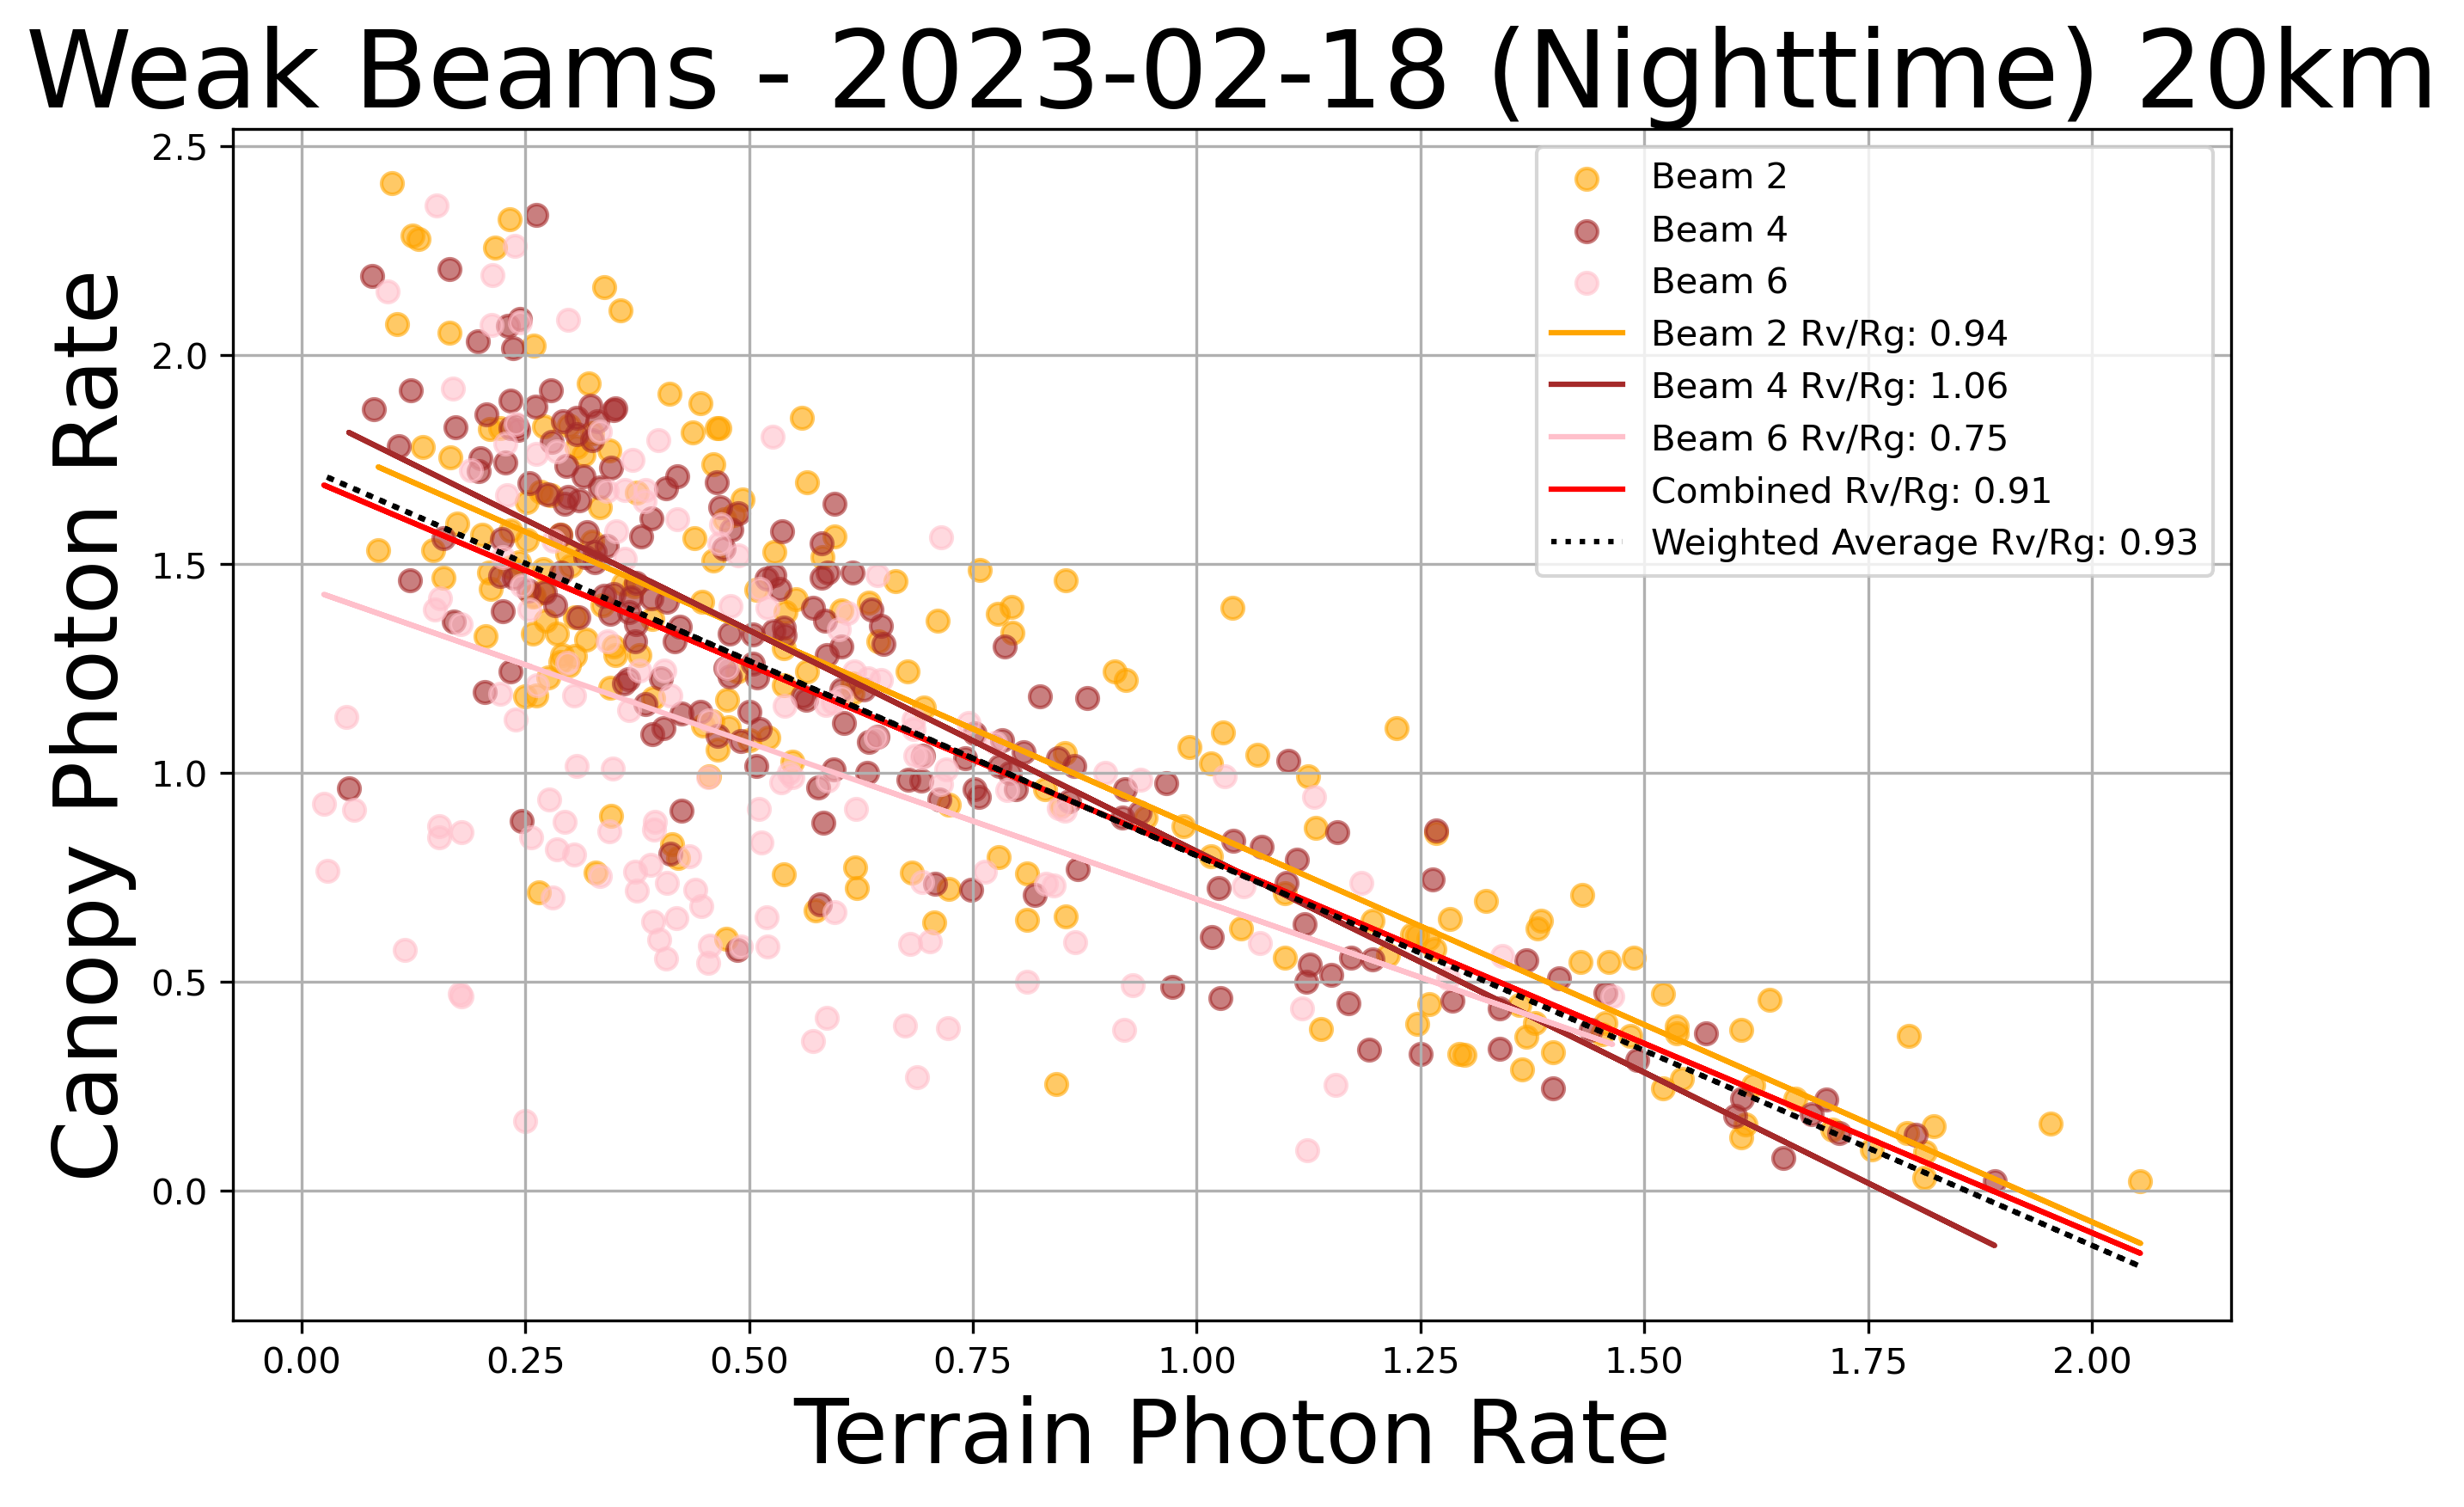 Weak Beams - 2023-02-18 (Nighttime) 20km
Canopy Photon Rate
2.5
2.0
1.5
1.0
0.5
0.0
Beam 2
Beam 4
Beam 6
Beam 2 Rv/Rg: 0.94
Beam 4 Rv/Rg: 1.06
Beam 6 Rv/Rg: 0.75
Combined Rv/Rg: 0.91
Weighted Average Rv/Rg: 0.93
0.00 0.25 0.50 0.75 1.00 1.25 1.50 1.75 2.00
Terrain Photon Rate